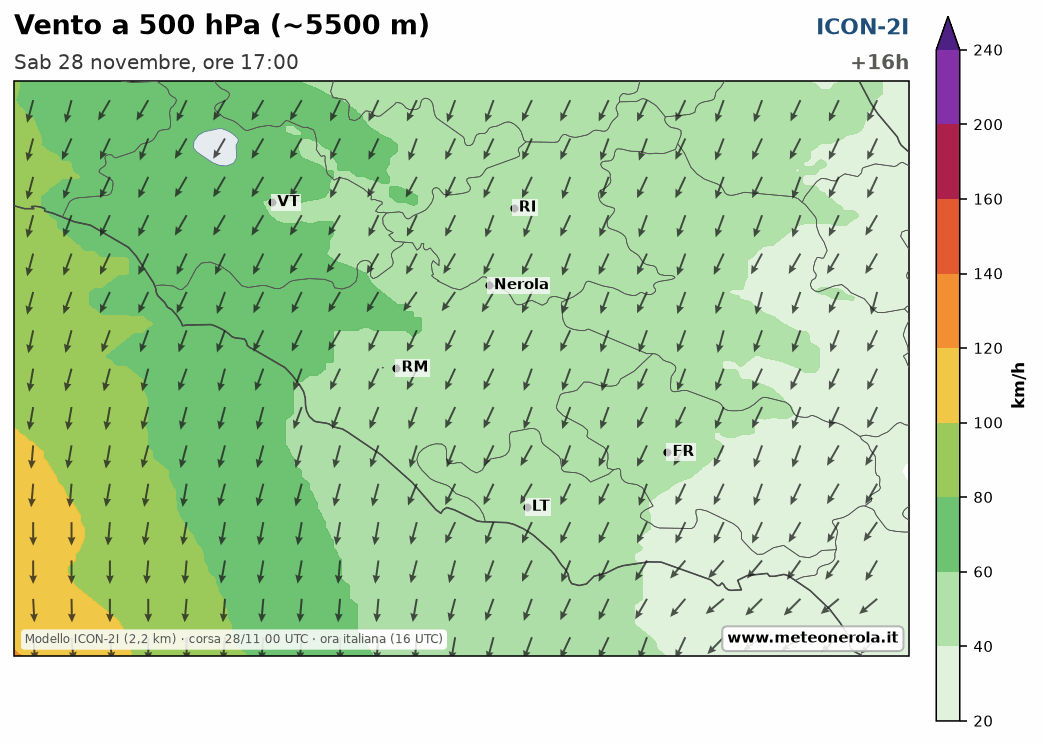 Vento a 500 hPa (~5500 m)
ICON-2I
Sab 28 novembre, ore 17:00
+16h
240
200
160
140
120
100
80
60
40
20
km/h
VT
RI
Nerola
RM
FR
LT
Modello ICON-2I (2,2 km) · corsa 28/11 00 UTC · ora italiana (16 UTC)
www.meteonerola.it